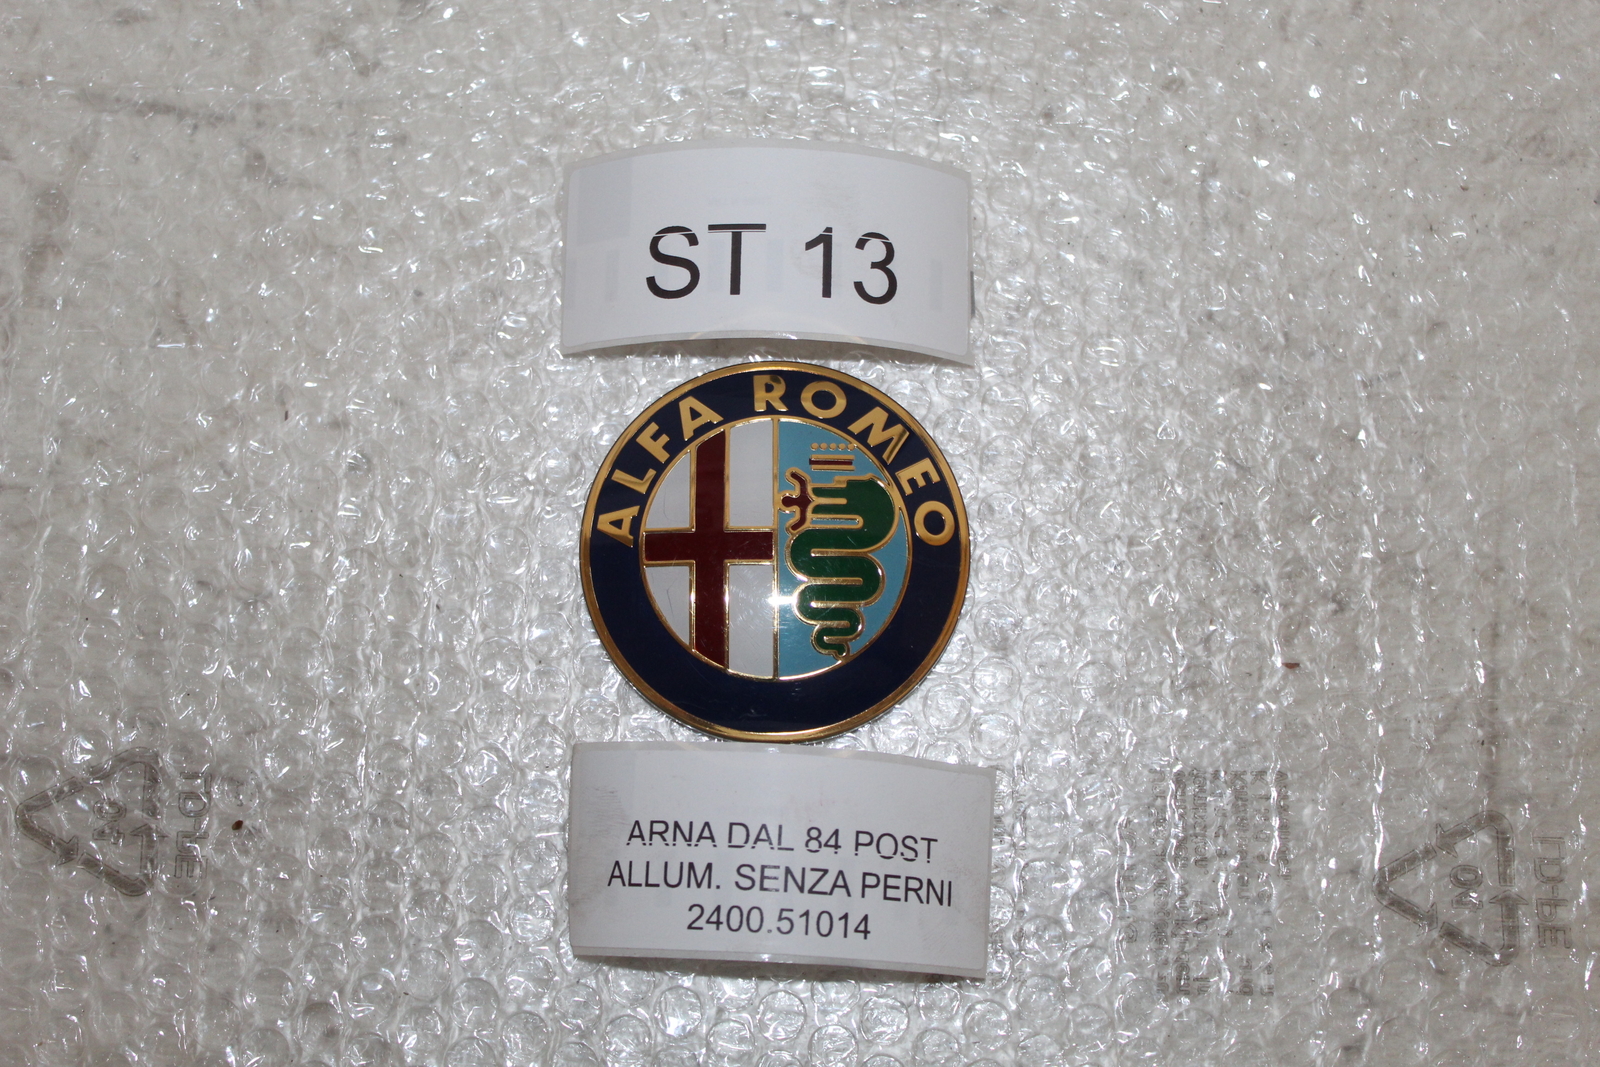 ST 13
ALFA ROMEO
ARNA DAL 84 POST
ALLUM. SENZA PERNI
2400.51014